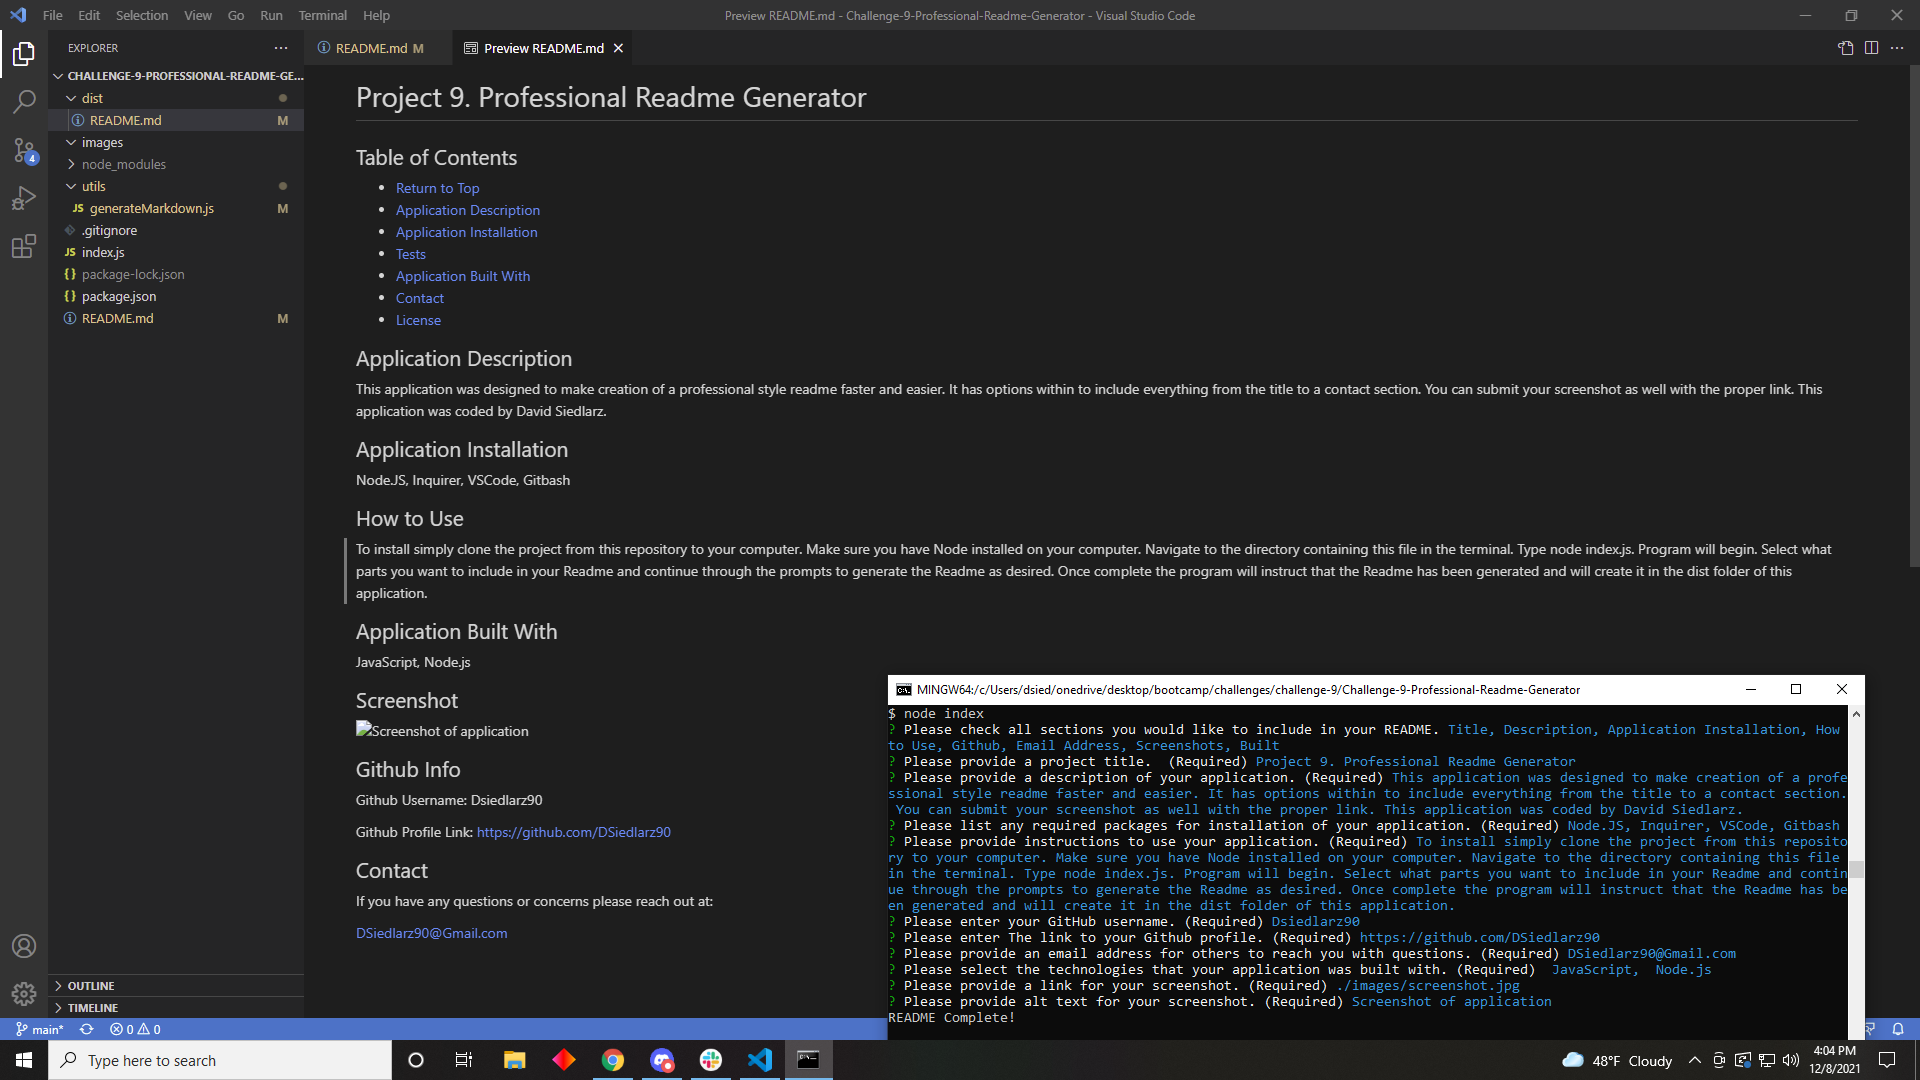 File Edit Selection View Go Run Terminal Help
Preview README.md - Challenge-9-Professional-Readme-Generator - Visual Studio Code
EXPLORER
README.md M
Preview README.md
CHALLENGE-9-PROFESSIONAL-README-GE...
dist
README.md M
images
node_modules
utils
JS generateMarkdown.js M
.gitignore
JS index.js
{} package-lock.json
{} package.json
README.md M
4
OUTLINE
TIMELINE
Project 9. Professional Readme Generator
Table of Contents
Return to Top
Application Description
Application Installation
Tests
Application Built With
Contact
License
Application Description
This application was designed to make creation of a professional style readme faster and easier. It has options within to include everything from the title to a contact section. You can submit your screenshot as well with the proper link. This
application was coded by David Siedlarz.
Application Installation
Node.JS, Inquirer, VSCode, Gitbash
How to Use
To install simply clone the project from this repository to your computer. Make sure you have Node installed on your computer. Navigate to the directory containing this file in the terminal. Type node index.js. Program will begin. Select what
parts you want to include in your Readme and continue through the prompts to generate the Readme as desired. Once complete the program will instruct that the Readme has been generated and will create it in the dist folder of this
application.
Application Built With
JavaScript, Node.js
Screenshot
Screenshot of application
Github Info
Github Username: Dsiedlarz90
Github Profile Link: https://github.com/DSiedlarz90
Contact
If you have any questions or concerns please reach out at:
DSiedlarz90@Gmail.com
MINGW64:/c/Users/dsied/onedrive/desktop/bootcamp/challenges/challenge-9/Challenge-9-Professional-Readme-Generator
$ node index
? Please check all sections you would like to include in your README. Title, Description, Application Installation, How
to Use, Github, Email Address, Screenshots, Built
? Please provide a project title.  (Required) Project 9. Professional Readme Generator
? Please provide a description of your application. (Required) This application was designed to make creation of a profe
ssional style readme faster and easier. It has options within to include everything from the title to a contact section.
You can submit your screenshot as well with the proper link. This application was coded by David Siedlarz.
? Please list any required packages for installation of your application. (Required) Node.JS, Inquirer, VSCode, Gitbash
? Please provide instructions to use your application. (Required) To install simply clone the project from this reposito
ry to your computer. Make sure you have Node installed on your computer. Navigate to the directory containing this file
in the terminal. Type node index.js. Program will begin. Select what parts you want to include in your Readme and contin
ue through the prompts to generate the Readme as desired. Once complete the program will instruct that the Readme has be
en generated and will create it in the dist folder of this application.
? Please enter your GitHub username. (Required) Dsiedlarz90
? Please enter The link to your Github profile. (Required) https://github.com/DSiedlarz90
? Please provide an email address for others to reach you with questions. (Required) DSiedlarz90@Gmail.com
? Please select the technologies that your application was built with. (Required)  JavaScript,  Node.js
? Please provide a link for your screenshot. (Required) ./images/screenshot.jpg
? Please provide alt text for your screenshot. (Required) Screenshot of application
README Complete!
main* 0 0
Type here to search
48°F Cloudy
4:04 PM
12/8/2021